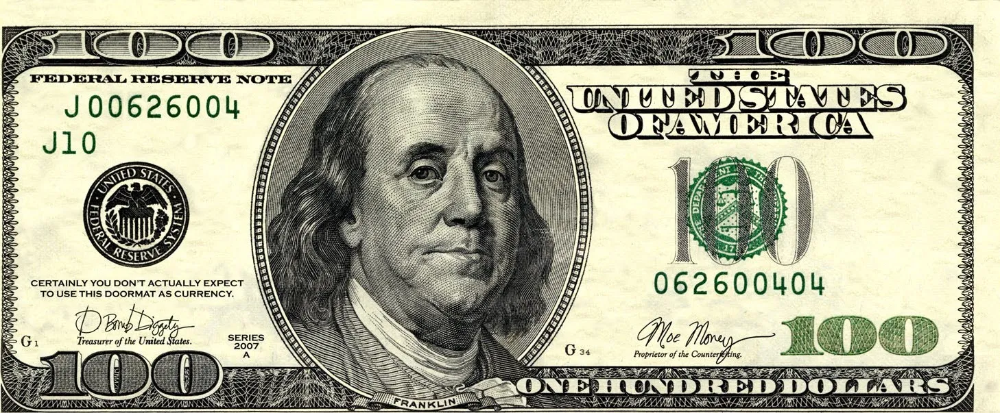 100
100
FEDERAL RESERVE NOTE
THE
UNITED STATES
OF AMERICA
J00626004
J10
UNITED STATES
FEDERAL RESERVE SYSTEM
100
062600404
CERTAINLY YOU DON'T ACTUALLY EXPECT
TO USE THIS DOORMAT AS CURRENCY.
D Bomb Diggety
Treasurer of the United States.
G1
SERIES
2007
A
G 34
Moe Money
Proprietor of the Counterfeiting.
100
100
FRANKLIN
ONE HUNDRED DOLLARS